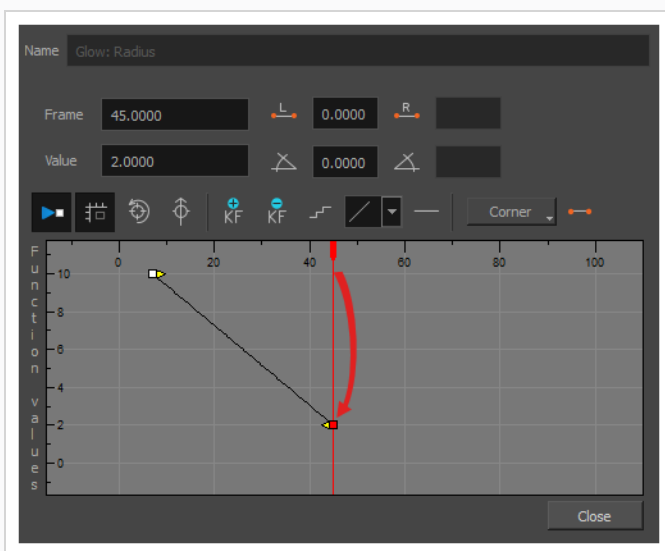 Name Glow: Radius
Frame 45.0000 L 0.0000 R
Value 2.0000 0.0000
KF KF Corner
Function values
0 20 40 60 80 100
10
8
6
4
2
0
Close